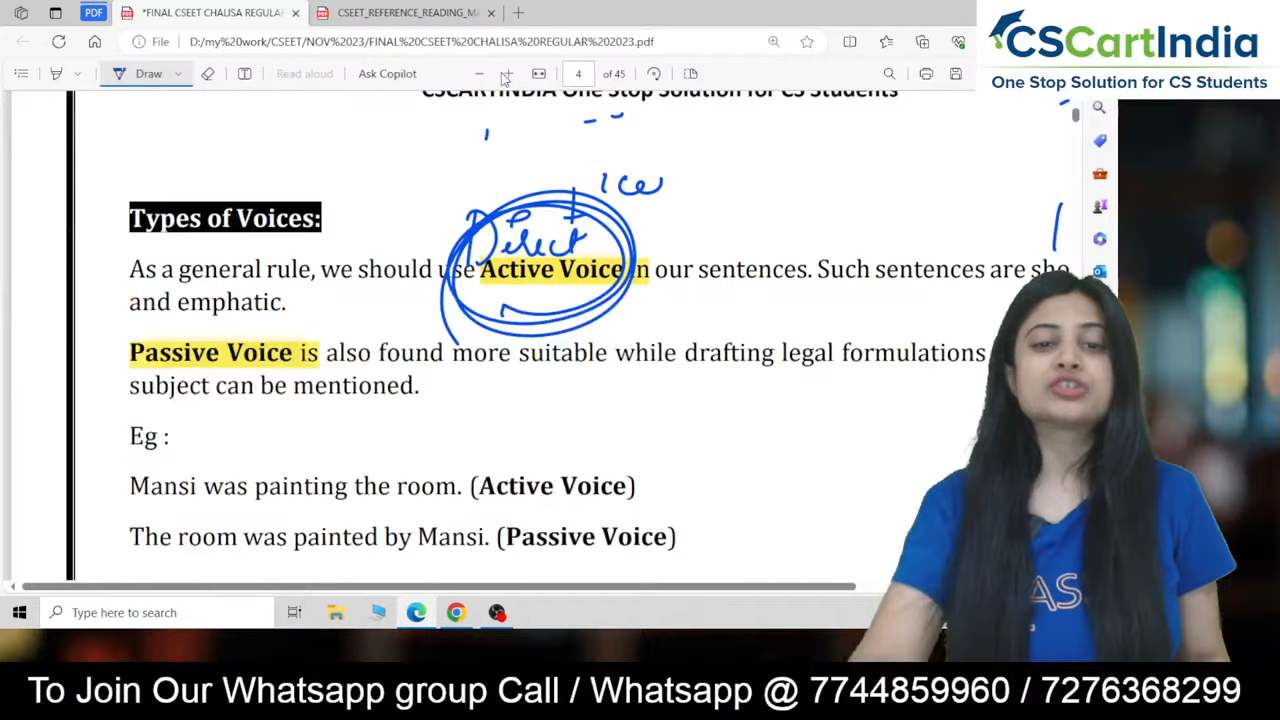 *FINAL CSEET CHALISA REGULAR
CSEET_REFERENCE_READING_MA
PDF
File
D:/my%20work/CSEET/NOV%2023/FINAL%20CSEET%20CHALISA%20REGULAR%202023.pdf
Draw
Read aloud
Ask Copilot
4
of 45
CSCartIndia
One Stop Solution for CS Students
CSCARTINDIA One Stop Solution for CS Students
ice
Direct
Types of Voices:
As a general rule, we should use Active Voice in our sentences. Such sentences are sho
and emphatic.
Passive Voice is also found more suitable while drafting legal formulations
subject can be mentioned.
Eg :
Mansi was painting the room. (Active Voice)
The room was painted by Mansi. (Passive Voice)
Type here to search
To Join Our Whatsapp group Call / Whatsapp @ 7744859960 / 7276368299